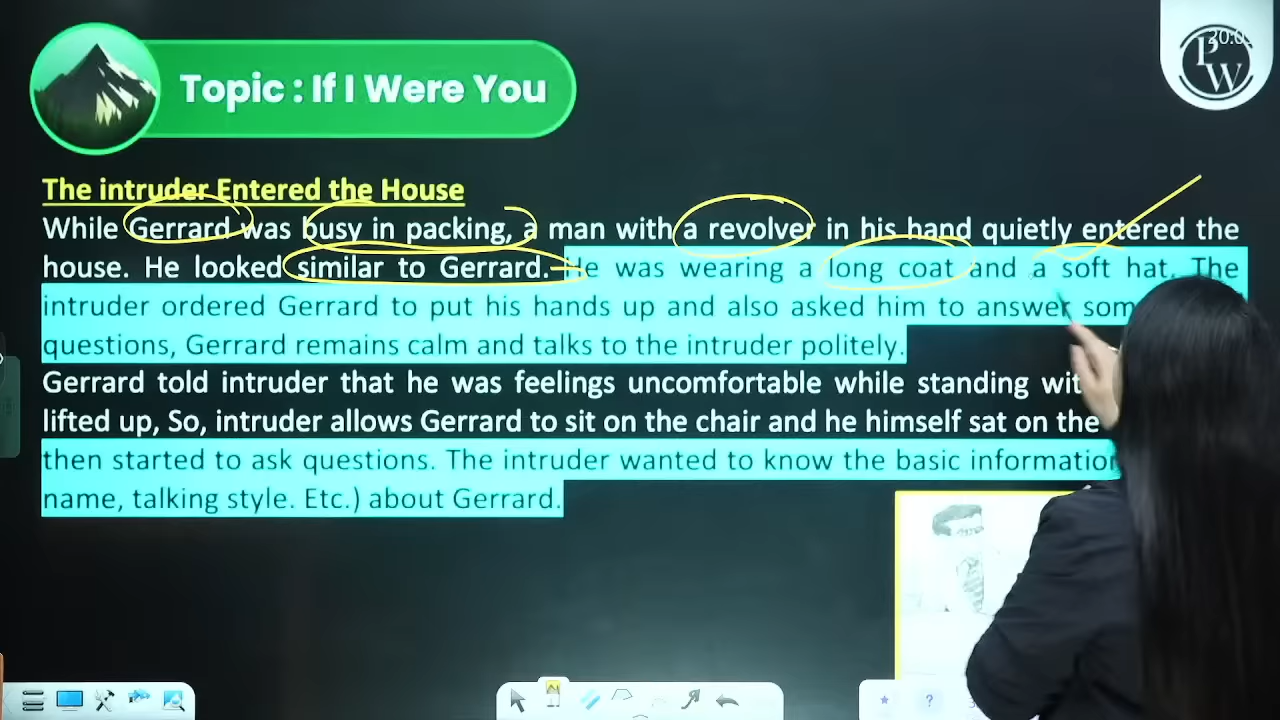 PW
20:0
Topic : If I Were You
The intruder Entered the House
While Gerrard was busy in packing, a man with a revolver in his hand quietly entered the
house. He looked similar to Gerrard. He was wearing a long coat and a soft hat. The
intruder ordered Gerrard to put his hands up and also asked him to answer som
questions, Gerrard remains calm and talks to the intruder politely.
Gerrard told intruder that he was feelings uncomfortable while standing wit
lifted up, So, intruder allows Gerrard to sit on the chair and he himself sat on the
then started to ask questions. The intruder wanted to know the basic information
name, talking style. Etc.) about Gerrard.